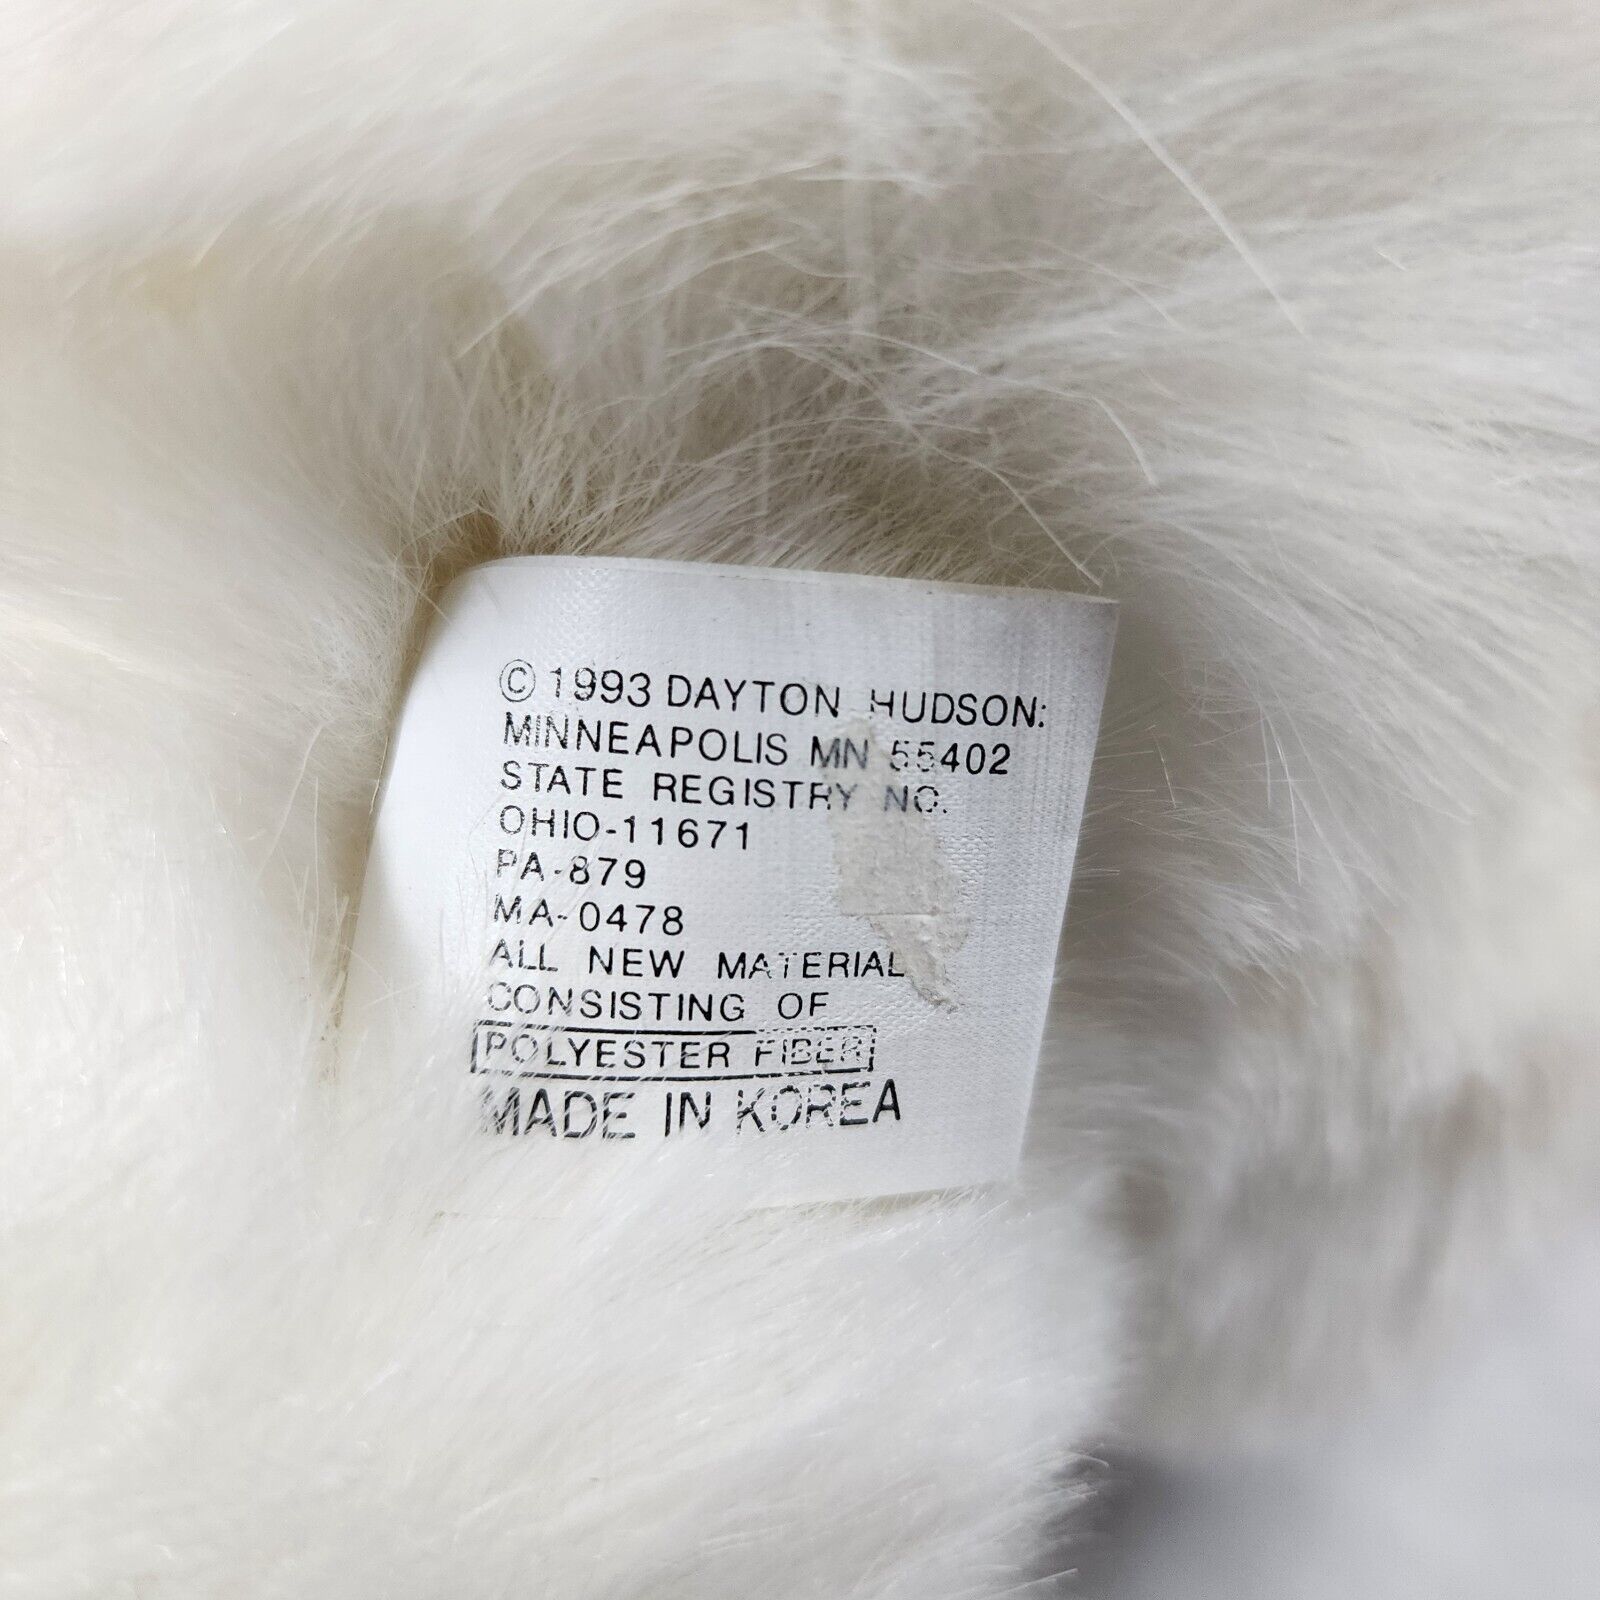 © 1993 DAYTON HUDSON:
MINNEAPOLIS MN 55402
STATE REGISTRY NO.
OHIO-11671
PA-879
MA-0478
ALL NEW MATERIAL
CONSISTING OF
POLYESTER FIBER
MADE IN KOREA